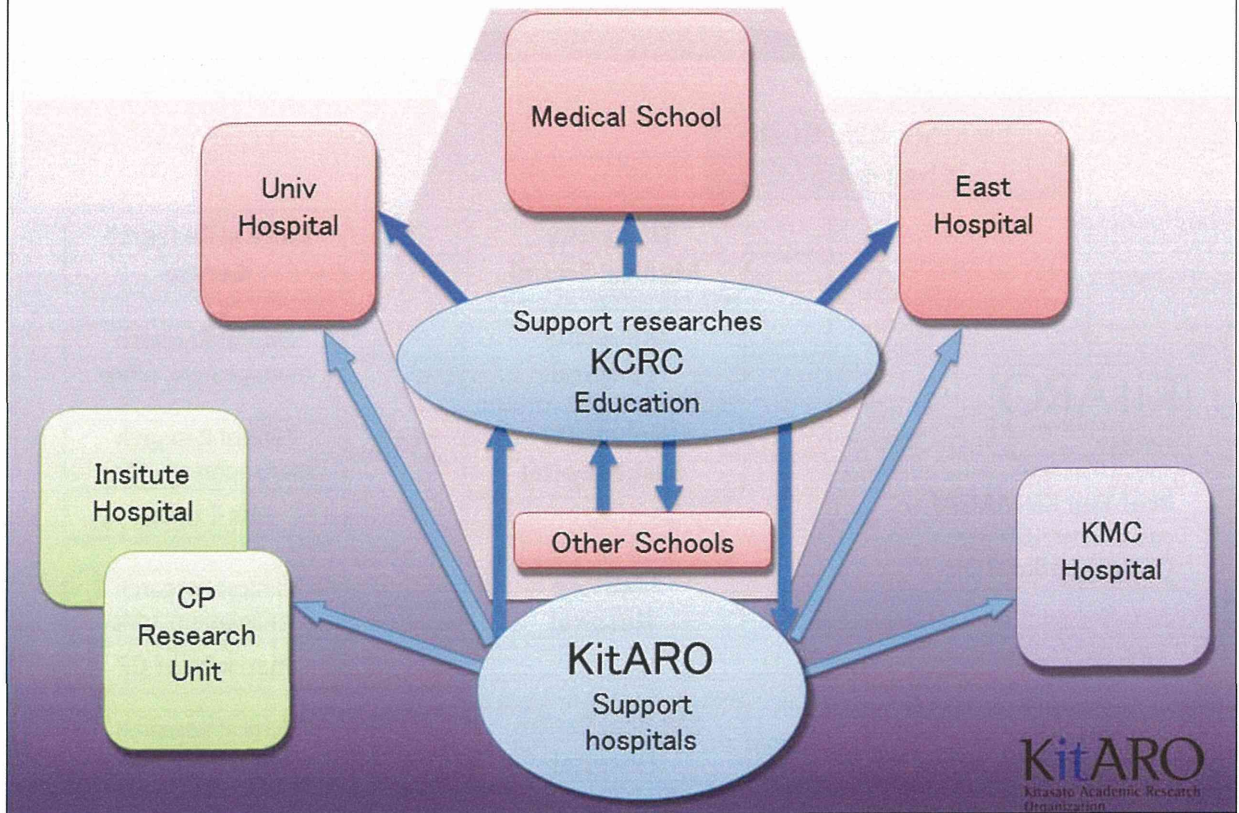 Medical School
Univ
Hospital
East
Hospital
Support researches
KCRC
Education
Insitute
Hospital
Other Schools
KMC
Hospital
CP
Research
Unit
KitARO
Support
hospitals
KitARO
Kitasato Academic Research
Organization